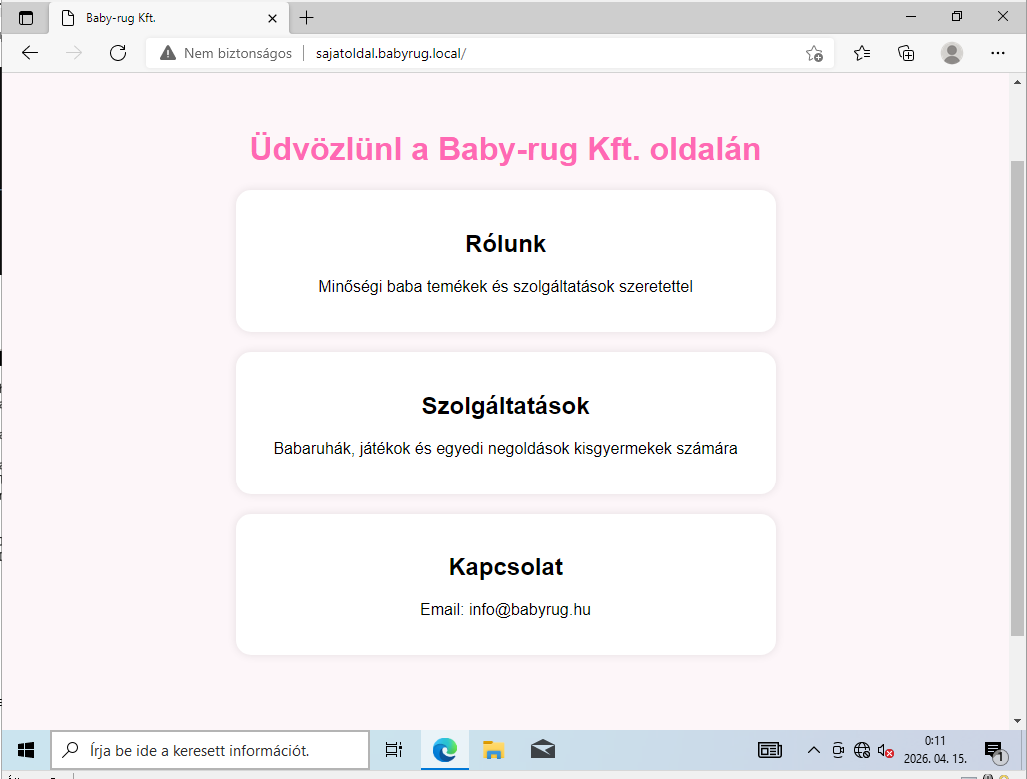 Baby-rug Kft.
Nem biztonságos
sajatoldal.babyrug.local/
Üdvözlünl a Baby-rug Kft. oldalán
Rólunk
Minőségi baba temékek és szolgáltatások szeretettel
Szolgáltatások
Babaruhák, játékok és egyedi negoldások kisgyermekek számára
Kapcsolat
Email: info@babyrug.hu
Írja be ide a keresett információt.
0:11
2026. 04. 15.
1